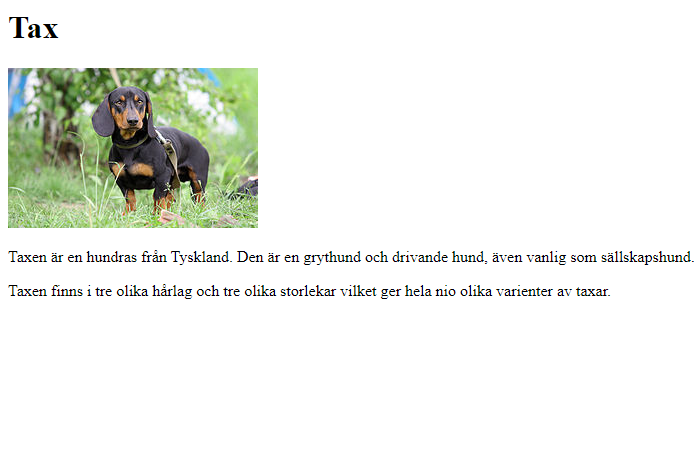 Tax
Taxen är en hundras från Tyskland. Den är en grythund och drivande hund, även vanlig som sällskapshund.
Taxen finns i tre olika hårlag och tre olika storlekar vilket ger hela nio olika varienter av taxar.